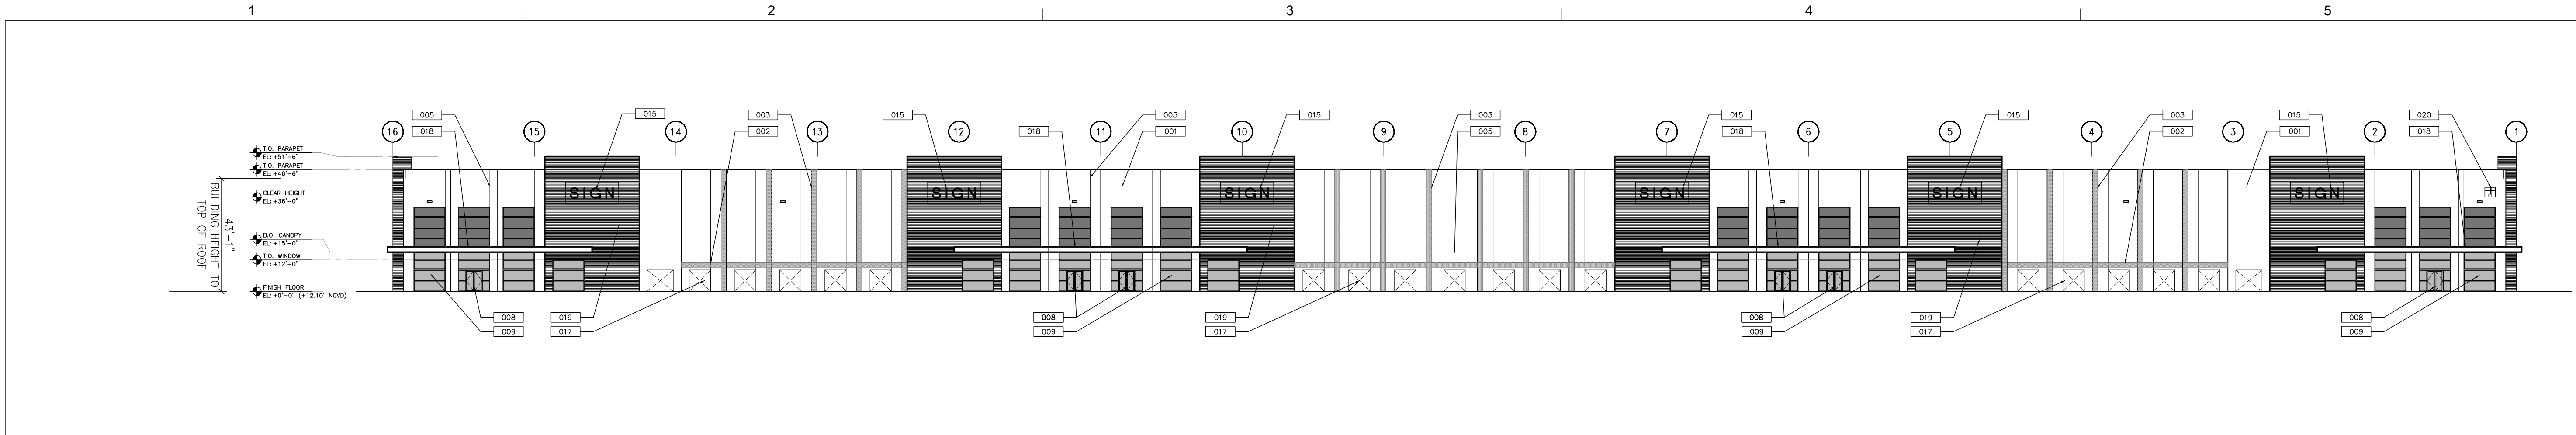 1 2 3 4 5
005 015 003 015 005 015 003 015 015 003 015 020
018 002 018 001 005 018 002 001 018
16 15 14 13 12 11 10 9 8 7 6 5 4 3 2 1
T.O. PARAPET
EL: +51'-6"
T.O. PARAPET
EL: +46'-6"
CLEAR HEIGHT
EL: +36'-0"
B.O. CANOPY
EL: +15'-0"
T.O. WINDOW
EL: +12'-0"
FINISH FLOOR
EL: +0'-0" (+12.10' NGVD)
43'-1"
BUILDING HEIGHT TO
TOP OF ROOF
SIGN SIGN SIGN SIGN SIGN SIGN
008 019 008 019 008 019 008
009 017 009 017 009 017 009